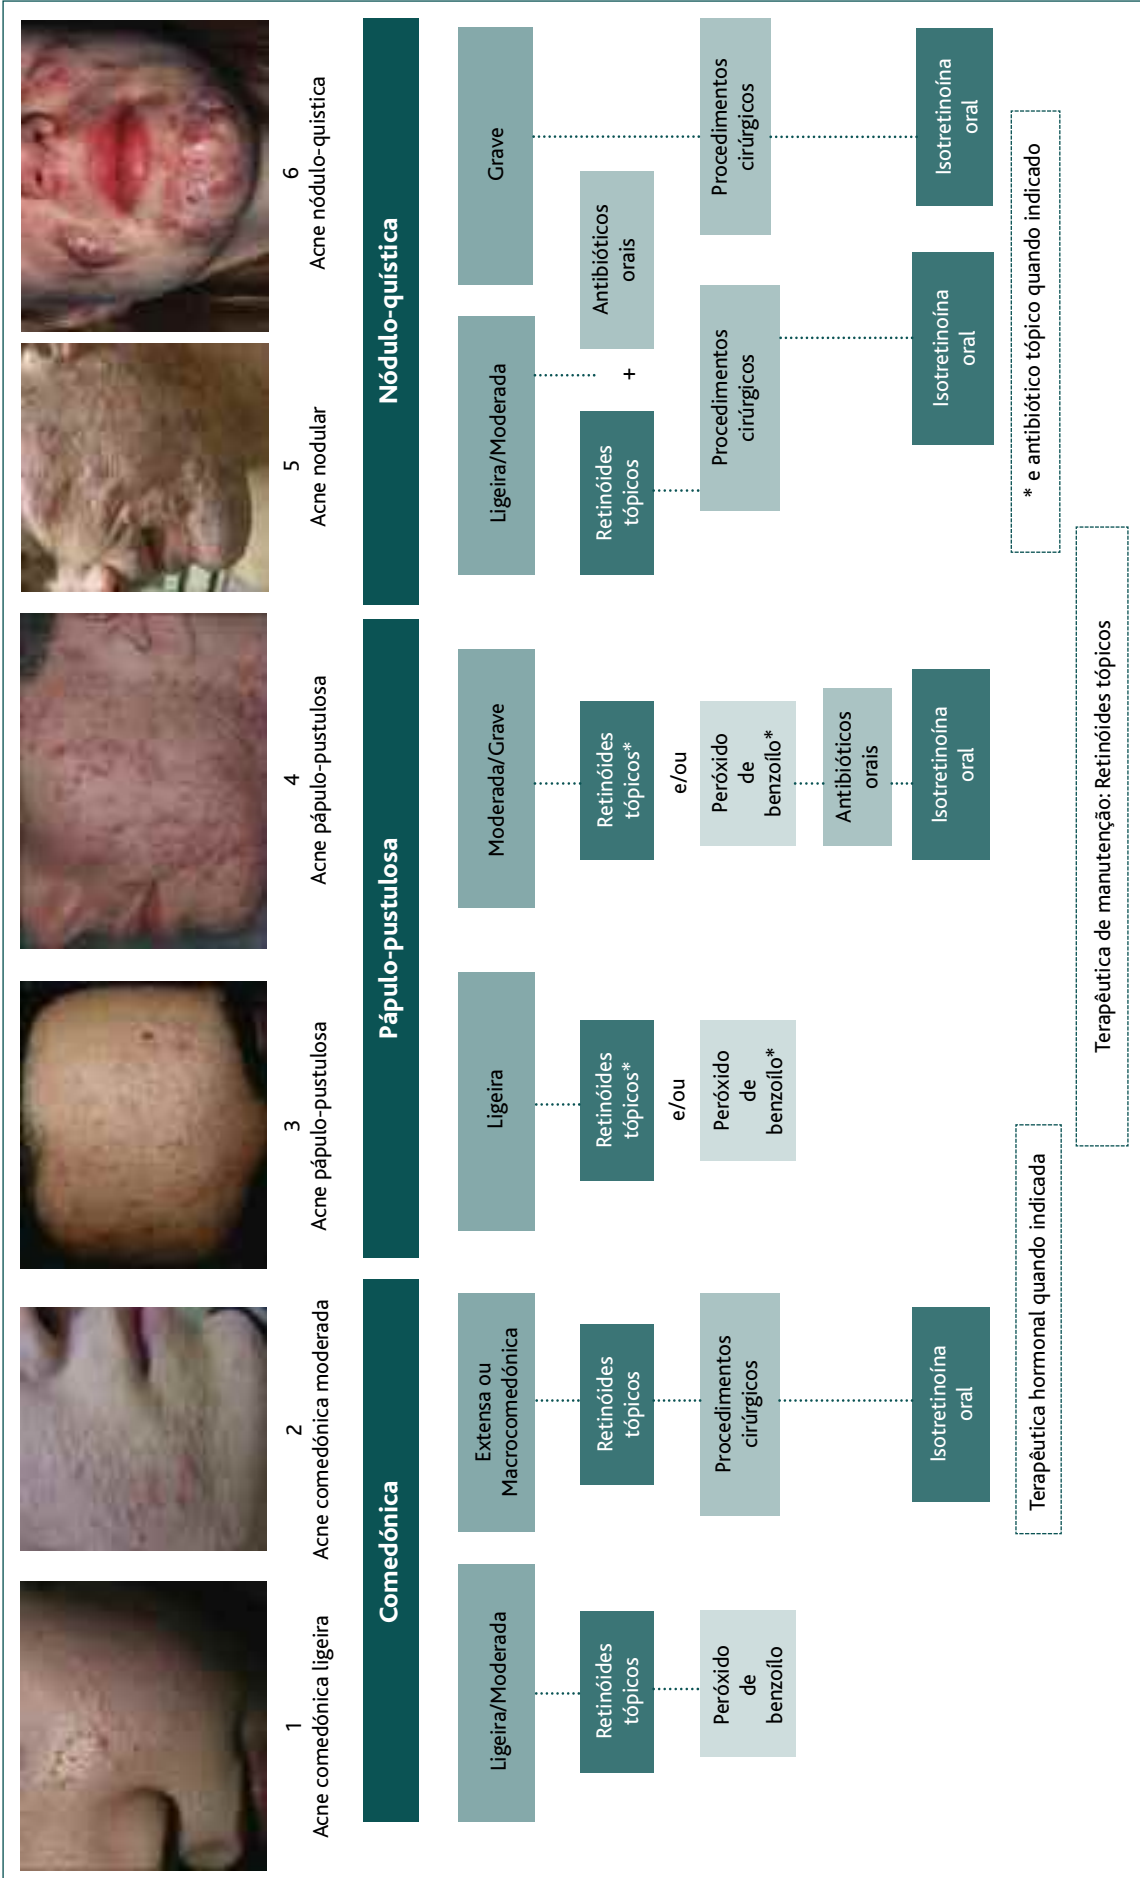 1
Acne comedónica ligeira
2
Acne comedónica moderada
3
Acne pápulo-pustulosa
4
Acne pápulo-pustulosa
5
Acne nodular
6
Acne nódulo-quistica
Comedónica
Pápulo-pustulosa
Nódulo-quística
Ligeira/Moderada
Extensa ou
Macrocomedónica
Ligeira
Moderada/Grave
Ligeira/Moderada
Grave
Retinóides
tópicos
Retinóides
tópicos
Retinóides
tópicos*
Retinóides
tópicos*
Retinóides
tópicos
+
Antibióticos
orais
e/ou
e/ou
Peróxido
de
benzoílo
Procedimentos
cirúrgicos
Peróxido
de
benzoílo*
Peróxido
de
benzoílo*
Procedimentos
cirúrgicos
Procedimentos
cirúrgicos
Antibióticos
orais
Isotretinoína
oral
Isotretinoína
oral
Isotretinoína
oral
Isotretinoína
oral
Terapêutica hormonal quando indicada
* e antibiótico tópico quando indicado
Terapêutica de manutenção: Retinóides tópicos